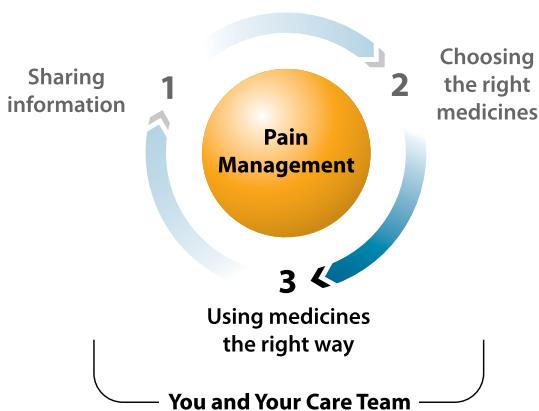 1
Sharing
information
2
Choosing
the right
medicines
Pain
Management
3
Using medicines
the right way
You and Your Care Team